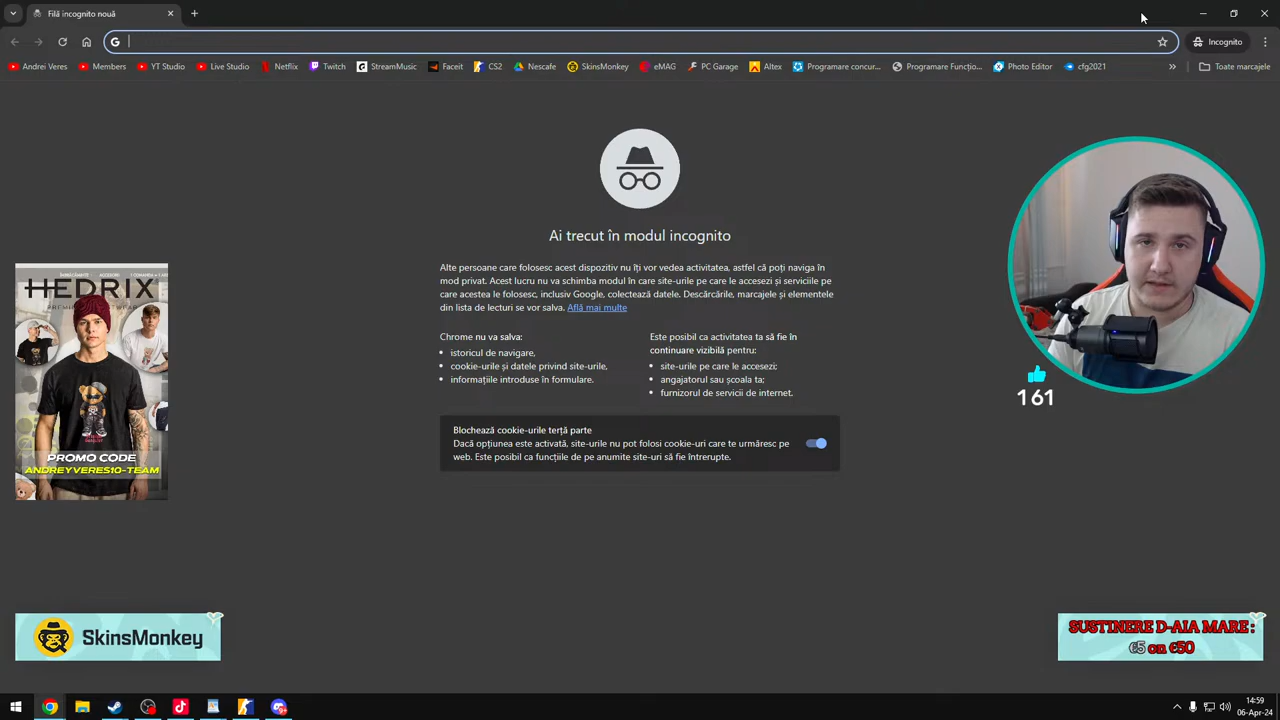 Filă incognito nouă
Incognito
Andrei Veres
Members
YT Studio
Live Studio
Netflix
Twitch
StreamMusic
Faceit
CS2
Nescafe
SkinsMonkey
eMAG
PC Garage
Altex
Programare concur...
Programare Funcțio...
Photo Editor
cfg2021
Toate marcajele
Ai trecut în modul incognito
Alte persoane care folosesc acest dispozitiv nu îți vor vedea activitatea, astfel că poți naviga în
mod privat. Acest lucru nu va schimba modul în care site-urile pe care le accesezi și serviciile pe
care acestea le folosesc, inclusiv Google, colectează datele. Descărcările, marcajele și elementele
din lista de lecturi se vor salva. Află mai multe
Chrome nu va salva:
istoricul de navigare,
cookie-urile și datele privind site-urile,
informațiile introduse în formulare.
Este posibil ca activitatea ta să fie în
continuare vizibilă pentru:
site-urile pe care le accesezi;
angajatorul sau școala ta;
furnizorul de servicii de internet.
Blochează cookie-urile terță parte
Dacă opțiunea este activată, site-urile nu pot folosi cookie-uri care te urmăresc pe
web. Este posibil ca funcțiile de pe anumite site-uri să fie întrerupte.
HEDRIX
PROMO CODE
ANDREYVERES10-TEAM
161
SkinsMonkey
SUSTINERE D-AIA MARE :
€5 on €50
14:59
06-Apr-24